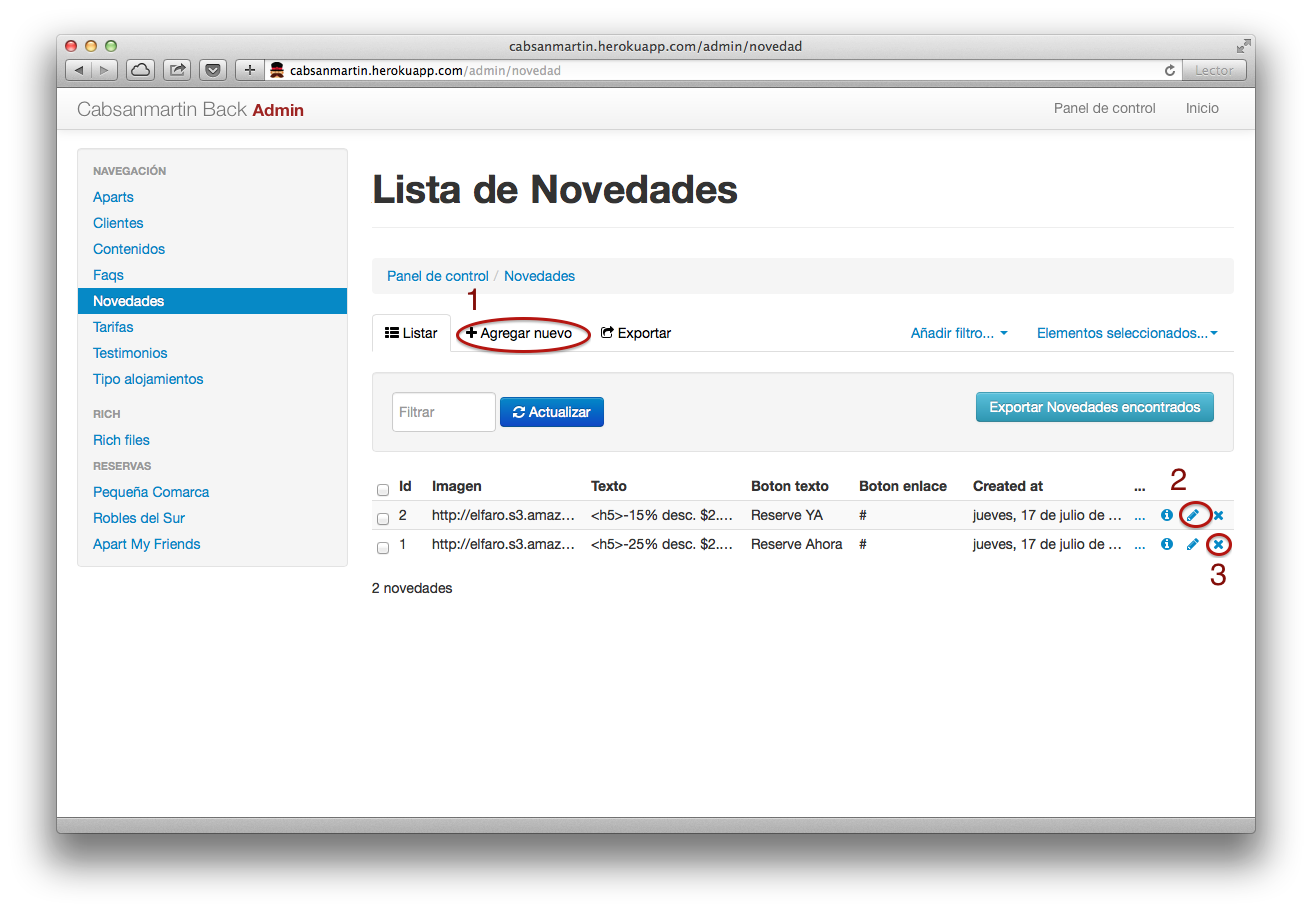 cabsanmartin.herokuapp.com/admin/novedad
cabsanmartin.herokuapp.com/admin/novedad
Lector
Cabsanmartin Back Admin
Panel de control
Inicio
NAVEGACIÓN
Aparts
Clientes
Contenidos
Faqs
Novedades
Tarifas
Testimonios
Tipo alojamientos
RICH
Rich files
RESERVAS
Pequeña Comarca
Robles del Sur
Apart My Friends
Lista de Novedades
Panel de control / Novedades
1
Listar
Agregar nuevo
Exportar
Añadir filtro...
Elementos seleccionados...
Filtrar
Actualizar
Exportar Novedades encontrados
2
Id Imagen Texto Boton texto Boton enlace Created at ...
2 http://elfaro.s3.amaz... <h5>-15% desc. $2.... Reserve YA # jueves, 17 de julio de ... ...
1 http://elfaro.s3.amaz... <h5>-25% desc. $2.... Reserve Ahora # jueves, 17 de julio de ... ...
3
2 novedades